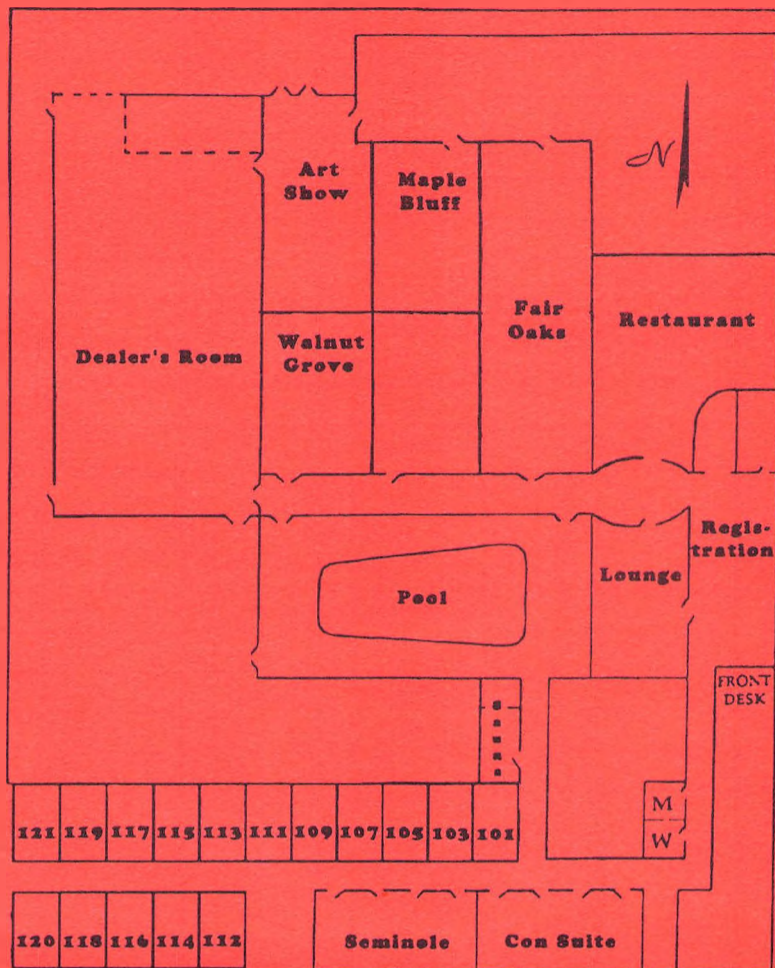 N
Art
Show
Maple
Bluff
Fair
Oaks
Restaurant
Walnut
Grove
Dealer's Room
Regis-
tration
Lounge
Pool
FRONT
DESK
Sauna
M
W
121 119 117 115 113 111 109 107 105 103 101
120 118 116 114 112
Seminole
Con Suite